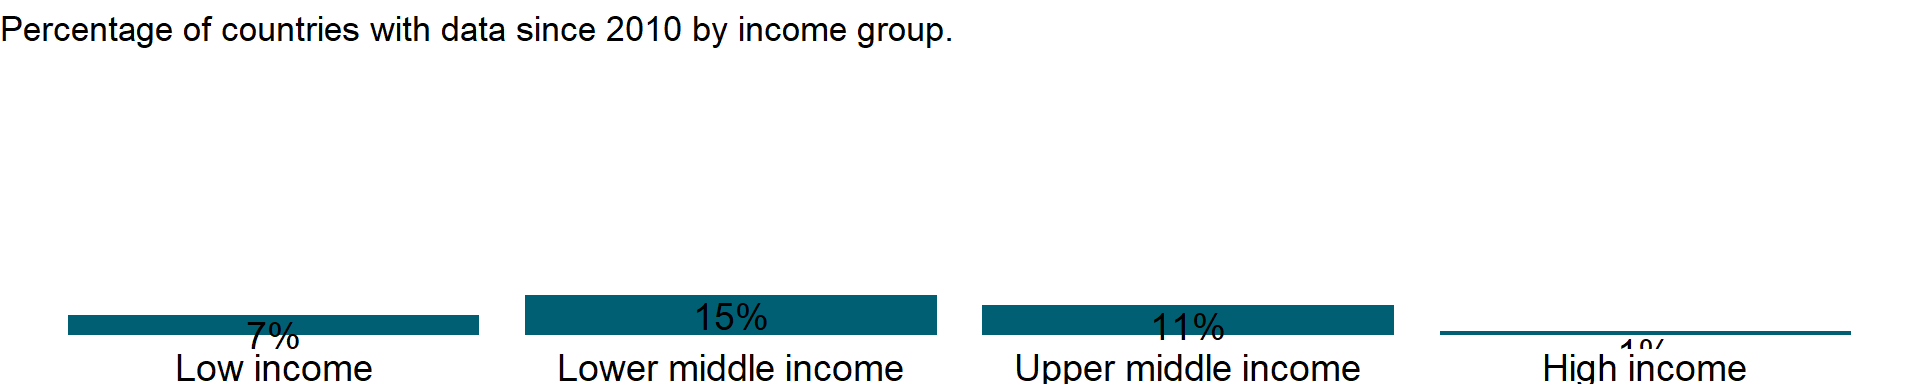 Percentage of countries with data since 2010 by income group.
7% 15% 11% 1%
Low income Lower middle income Upper middle income High income